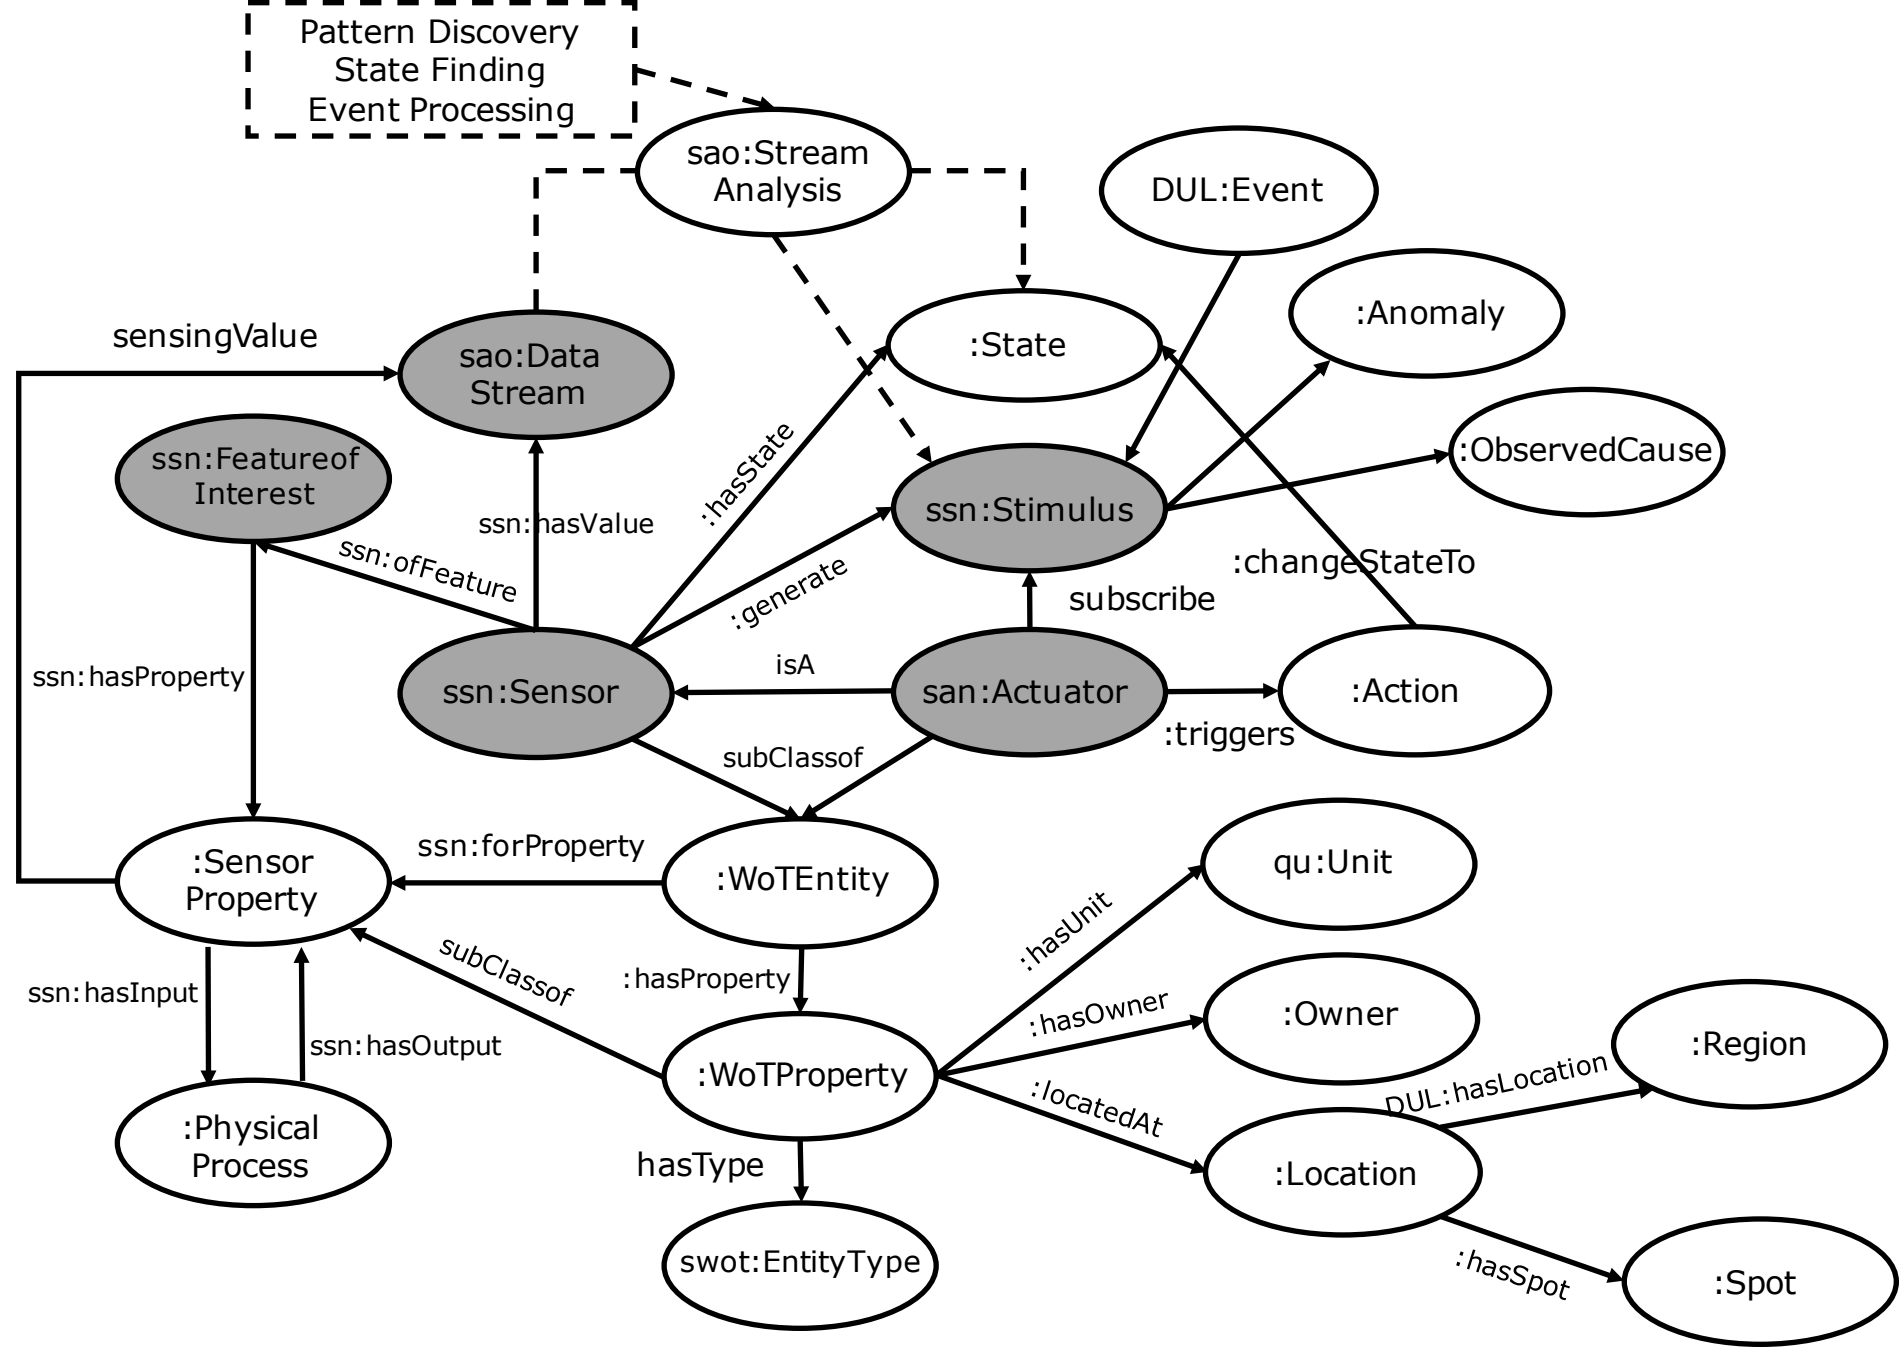 Pattern Discovery
State Finding
Event Processing
sao:Stream
Analysis
DUL:Event
:Anomaly
sensingValue
sao:Data
Stream
:State
:ObservedCause
ssn:Featureof
Interest
:hasState
ssn:hasValue
ssn:Stimulus
ssn:ofFeature
:generate
:changeStateTo
subscribe
ssn:hasProperty
ssn:Sensor
isA
san:Actuator
:Action
:triggers
subClassof
:Sensor
Property
ssn:forProperty
:WoTEntity
qu:Unit
:hasUnit
subClassof
:hasProperty
ssn:hasInput
ssn:hasOutput
:hasOwner
:Owner
:Region
:WoTProperty
:locatedAt
DUL:hasLocation
:Physical
Process
hasType
:Location
swot:EntityType
:hasSpot
:Spot